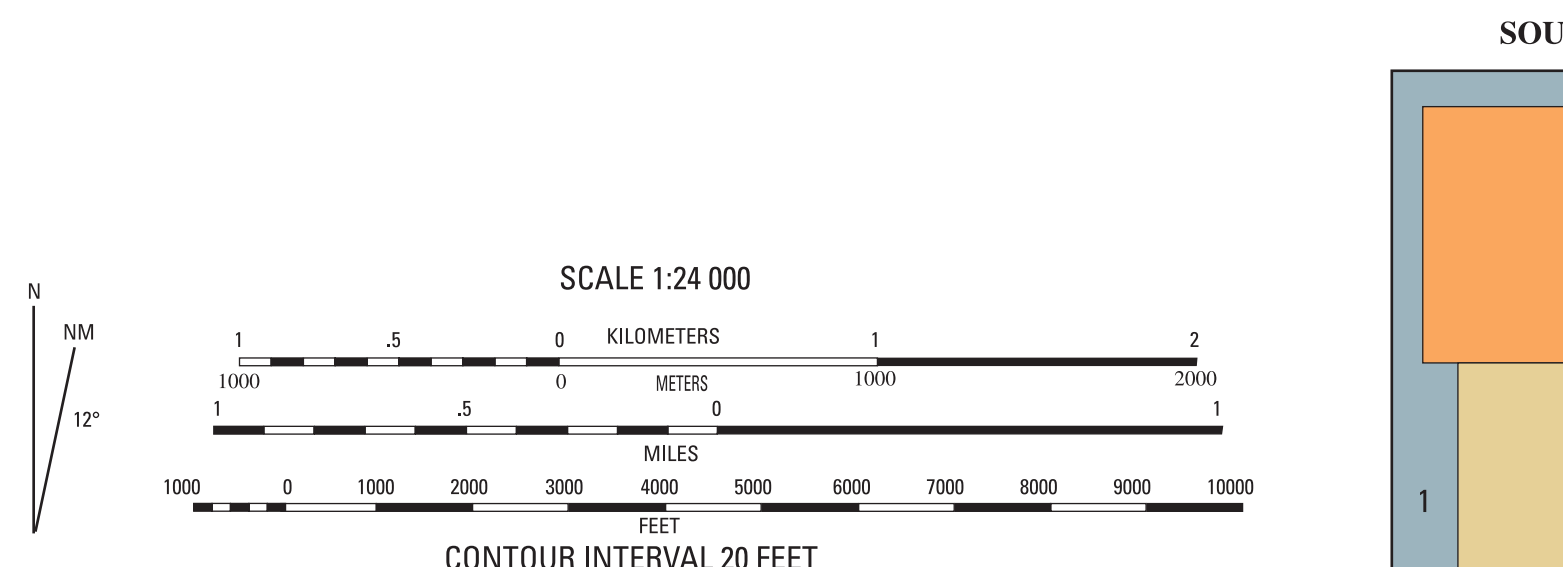 SOU
SCALE 1:24 000
N
NM
12°
1 .5 0 KILOMETERS 1 2
1000 0 METERS 1000 2000
1 .5 0 1
MILES
1000 0 1000 2000 3000 4000 5000 6000 7000 8000 9000 10000
FEET
CONTOUR INTERVAL 20 FEET
1